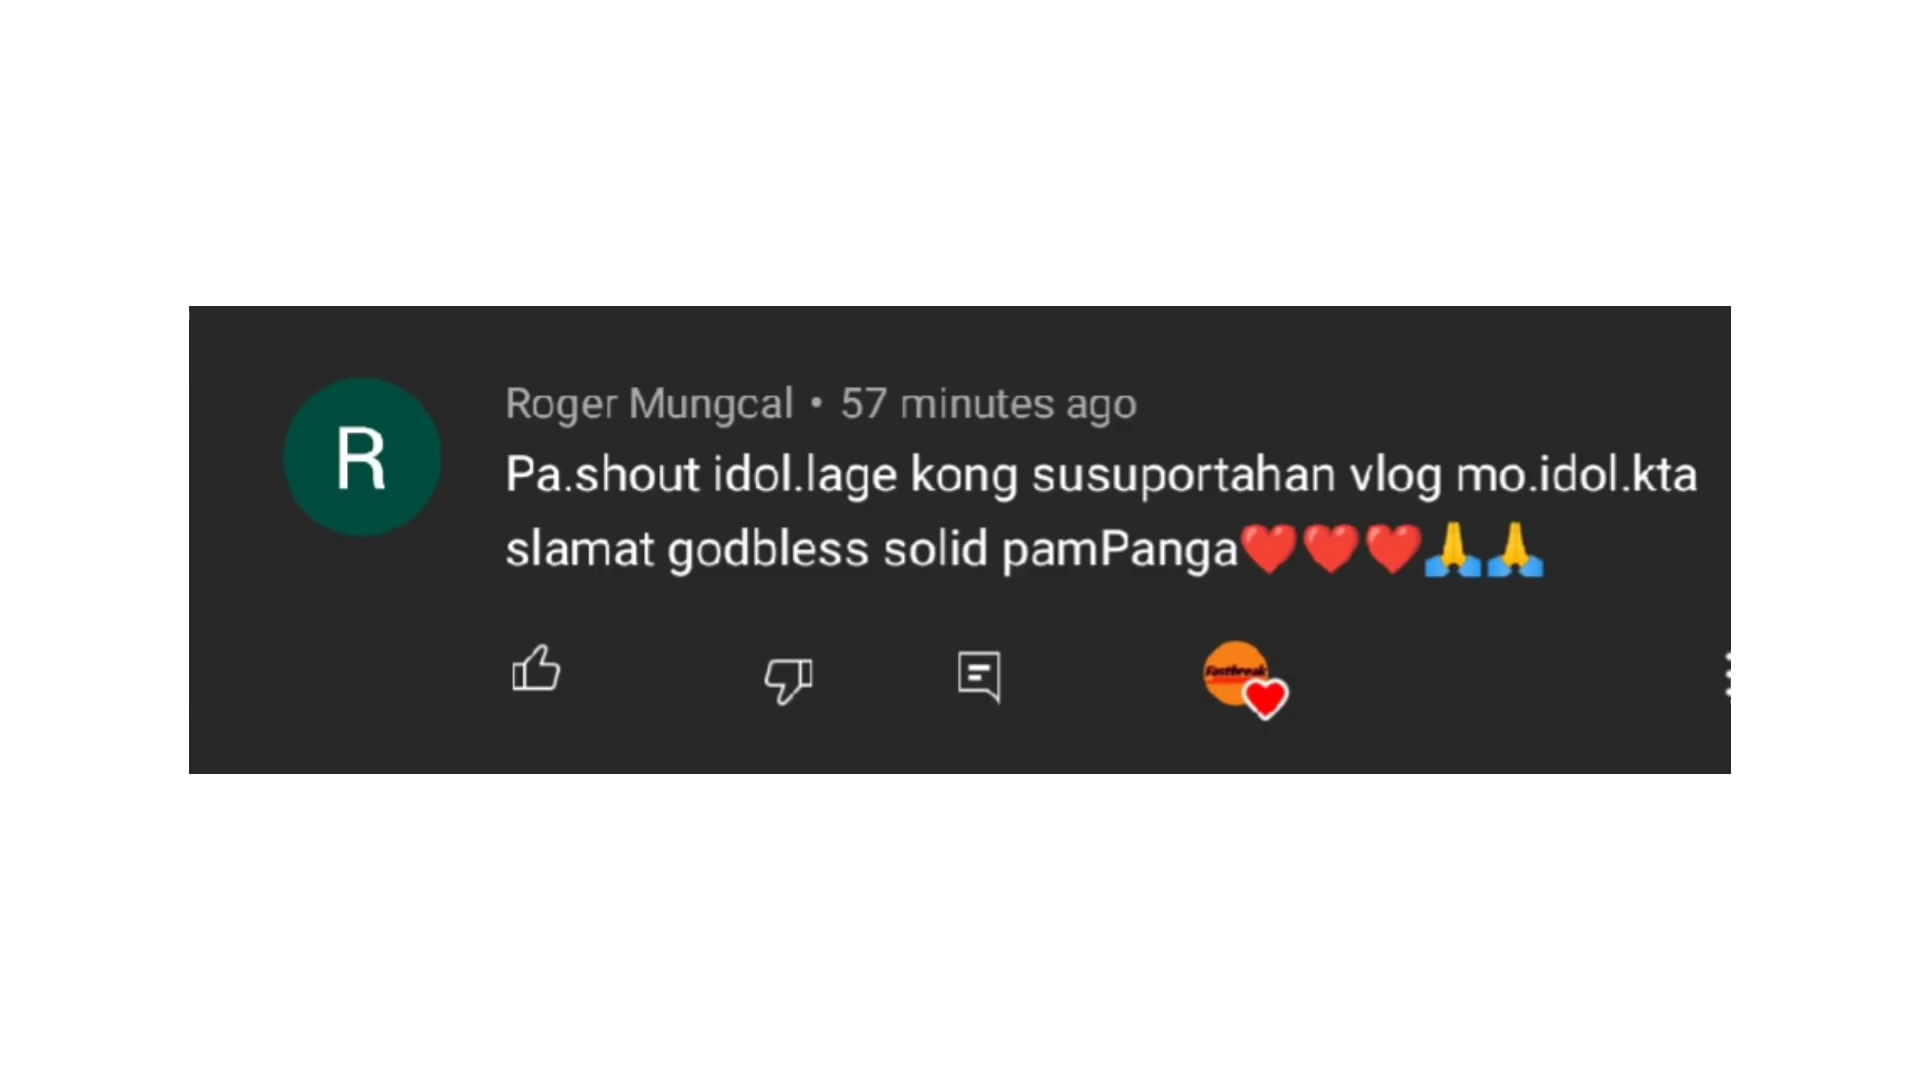 R
Roger Mungcal • 57 minutes ago
Pa.shout idol.lage kong susuportahan vlog mo.idol.kta
slamat godbless solid pamPanga❤️❤️❤️🙏🙏
Fastbreak